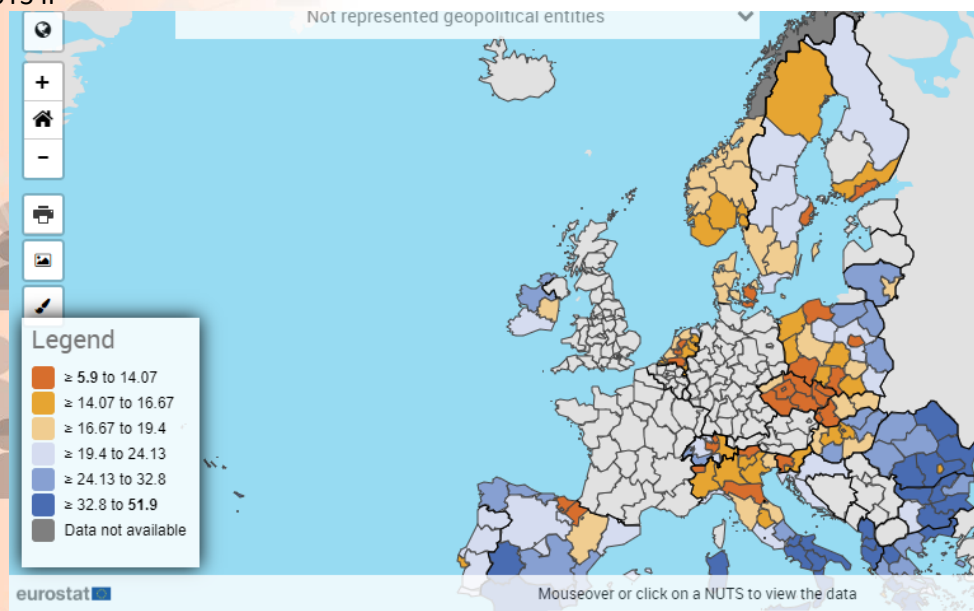 Not represented geopolitical entities
+
-
Legend
≥ 5.9 to 14.07
≥ 14.07 to 16.67
≥ 16.67 to 19.4
≥ 19.4 to 24.13
≥ 24.13 to 32.8
≥ 32.8 to 51.9
Data not available
eurostat
Mouseover or click on a NUTS to view the data